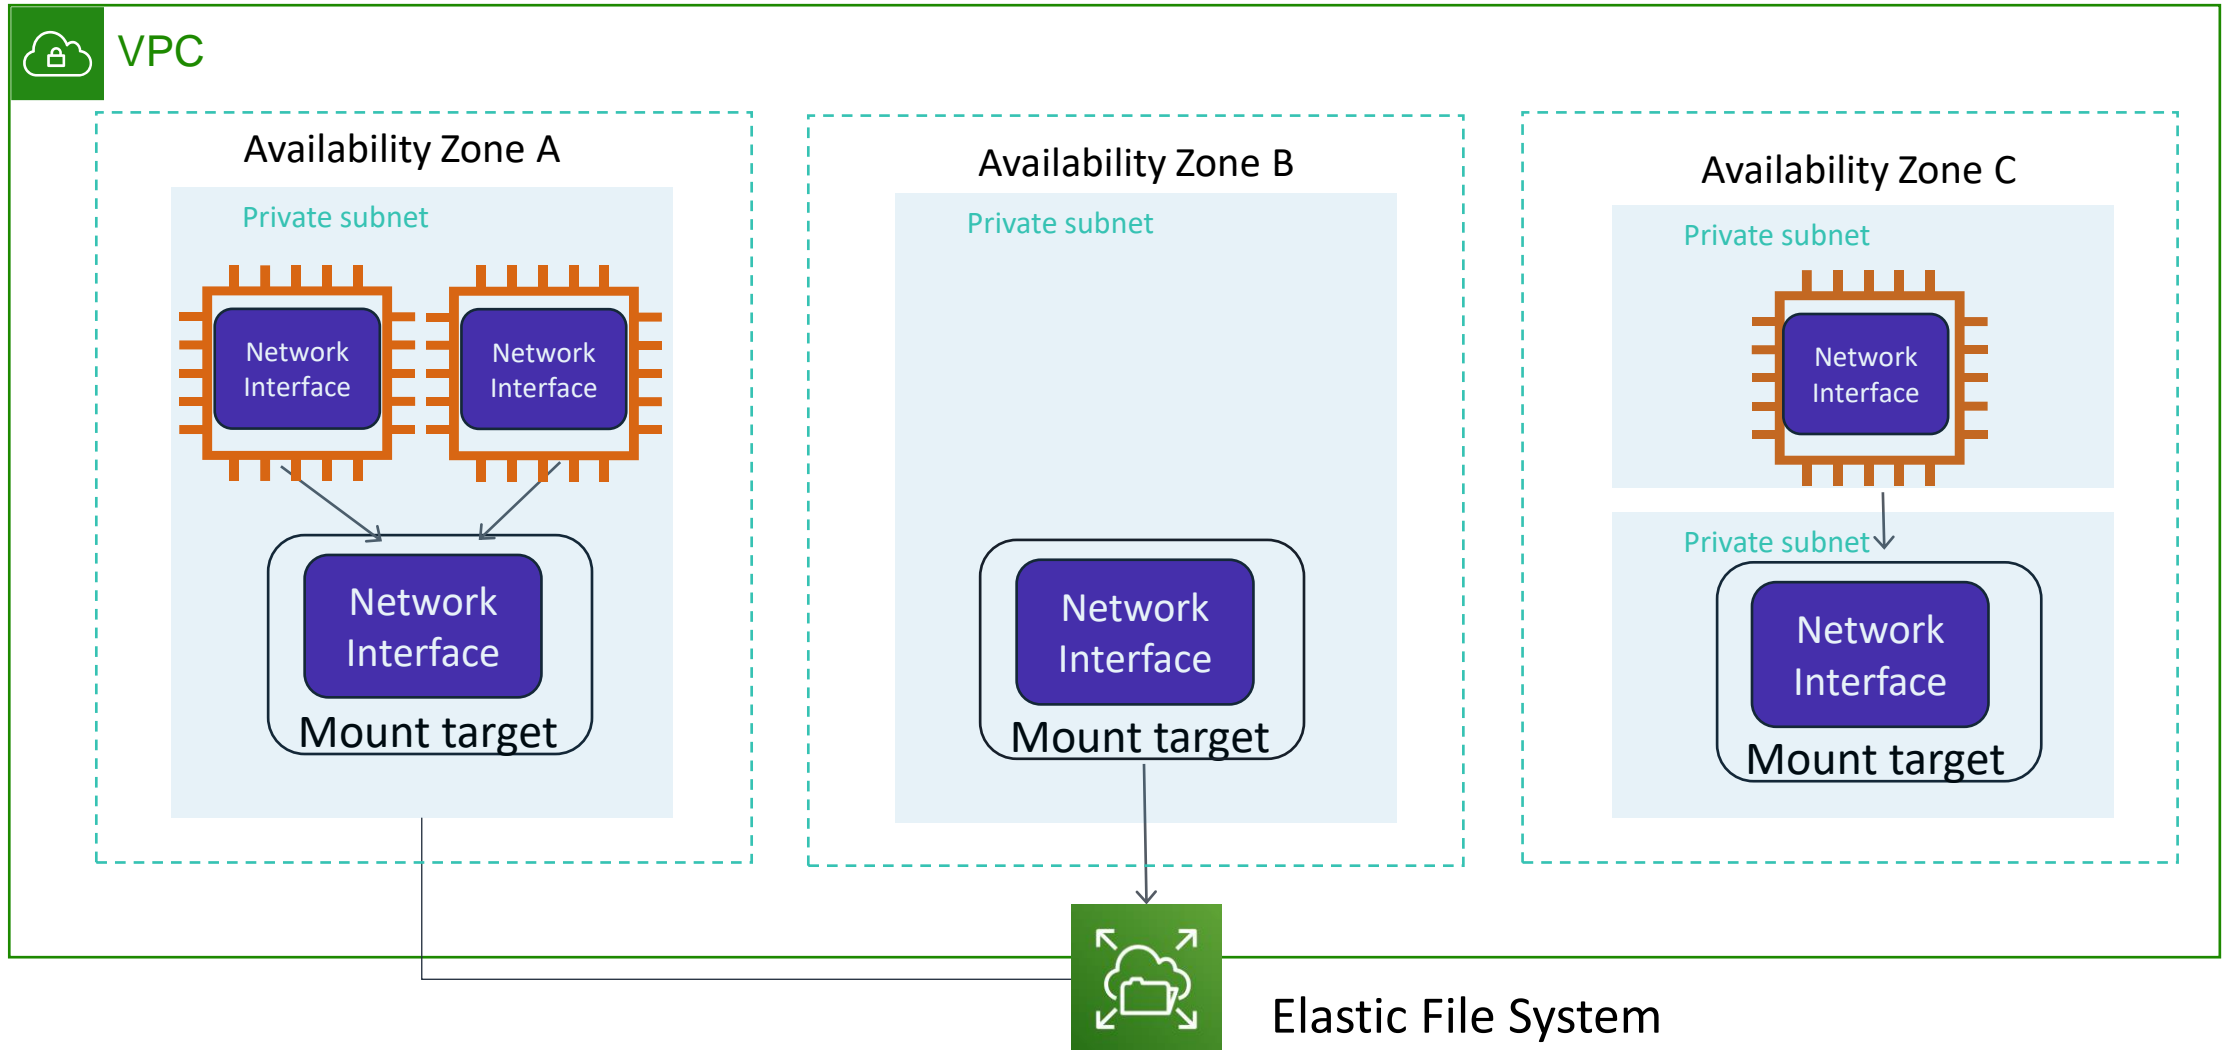 VPC
Availability Zone A
Private subnet
Network
Interface
Network
Interface
Network
Interface
Mount target
Availability Zone B
Private subnet
Network
Interface
Mount target
Availability Zone C
Private subnet
Network
Interface
Private subnet
Network
Interface
Mount target
Elastic File System